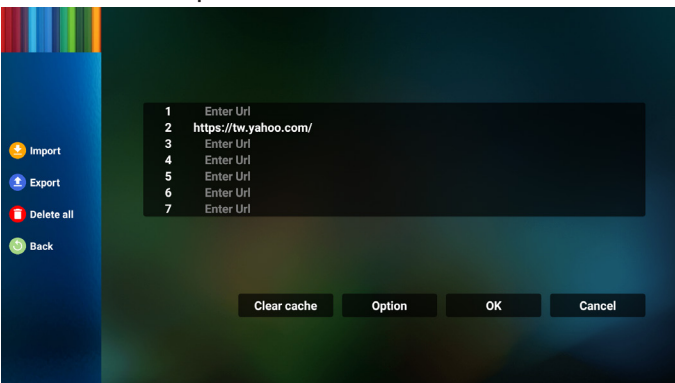 Import
Export
Delete all
Back
1 Enter Url
2 https://tw.yahoo.com/
3 Enter Url
4 Enter Url
5 Enter Url
6 Enter Url
7 Enter Url
Clear cache Option OK Cancel